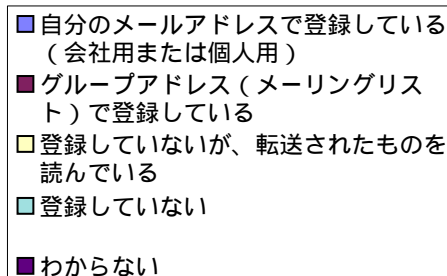 自分のメールアドレスで登録している
(会社用または個人用)
グループアドレス(メーリングリス
ト)で登録している
登録していないが、転送されたものを
読んでいる
登録していない
わからない